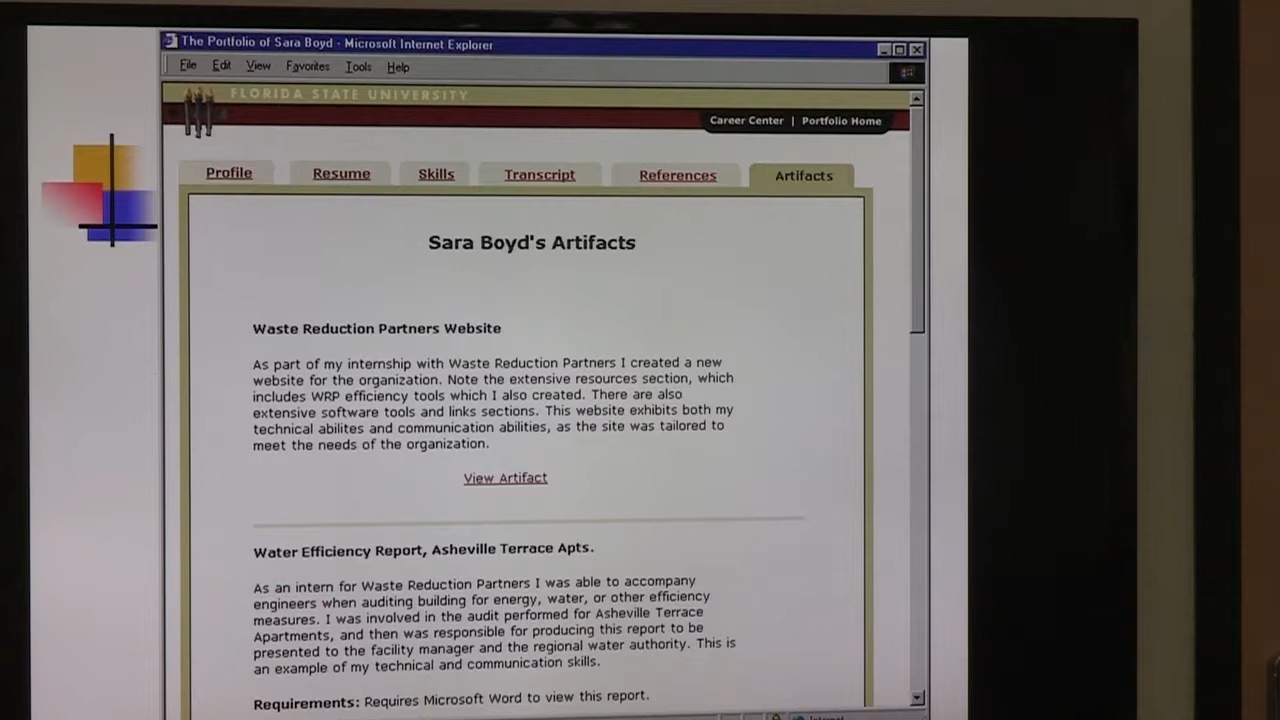 The Portfolio of Sara Boyd - Microsoft Internet Explorer
File Edit View Favorites Tools Help
FLORIDA STATE UNIVERSITY
Career Center | Portfolio Home
Profile Resume Skills Transcript References Artifacts
Sara Boyd's Artifacts
Waste Reduction Partners Website
As part of my internship with Waste Reduction Partners I created a new
website for the organization. Note the extensive resources section, which
includes WRP efficiency tools which I also created. There are also
extensive software tools and links sections. This website exhibits both my
technical abilites and communication abilities, as the site was tailored to
meet the needs of the organization.
View Artifact
Water Efficiency Report, Asheville Terrace Apts.
As an intern for Waste Reduction Partners I was able to accompany
engineers when auditing building for energy, water, or other efficiency
measures. I was involved in the audit performed for Asheville Terrace
Apartments, and then was responsible for producing this report to be
presented to the facility manager and the regional water authority. This is
an example of my technical and communication skills.
Requirements: Requires Microsoft Word to view this report.